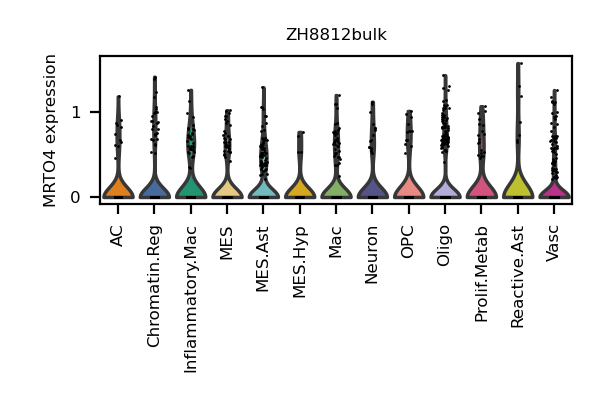 ZH8812bulk
MRTO4 expression
1
0
AC
Chromatin.Reg
Inflammatory.Mac
MES
MES.Ast
MES.Hyp
Mac
Neuron
OPC
Oligo
Prolif.Metab
Reactive.Ast
Vasc